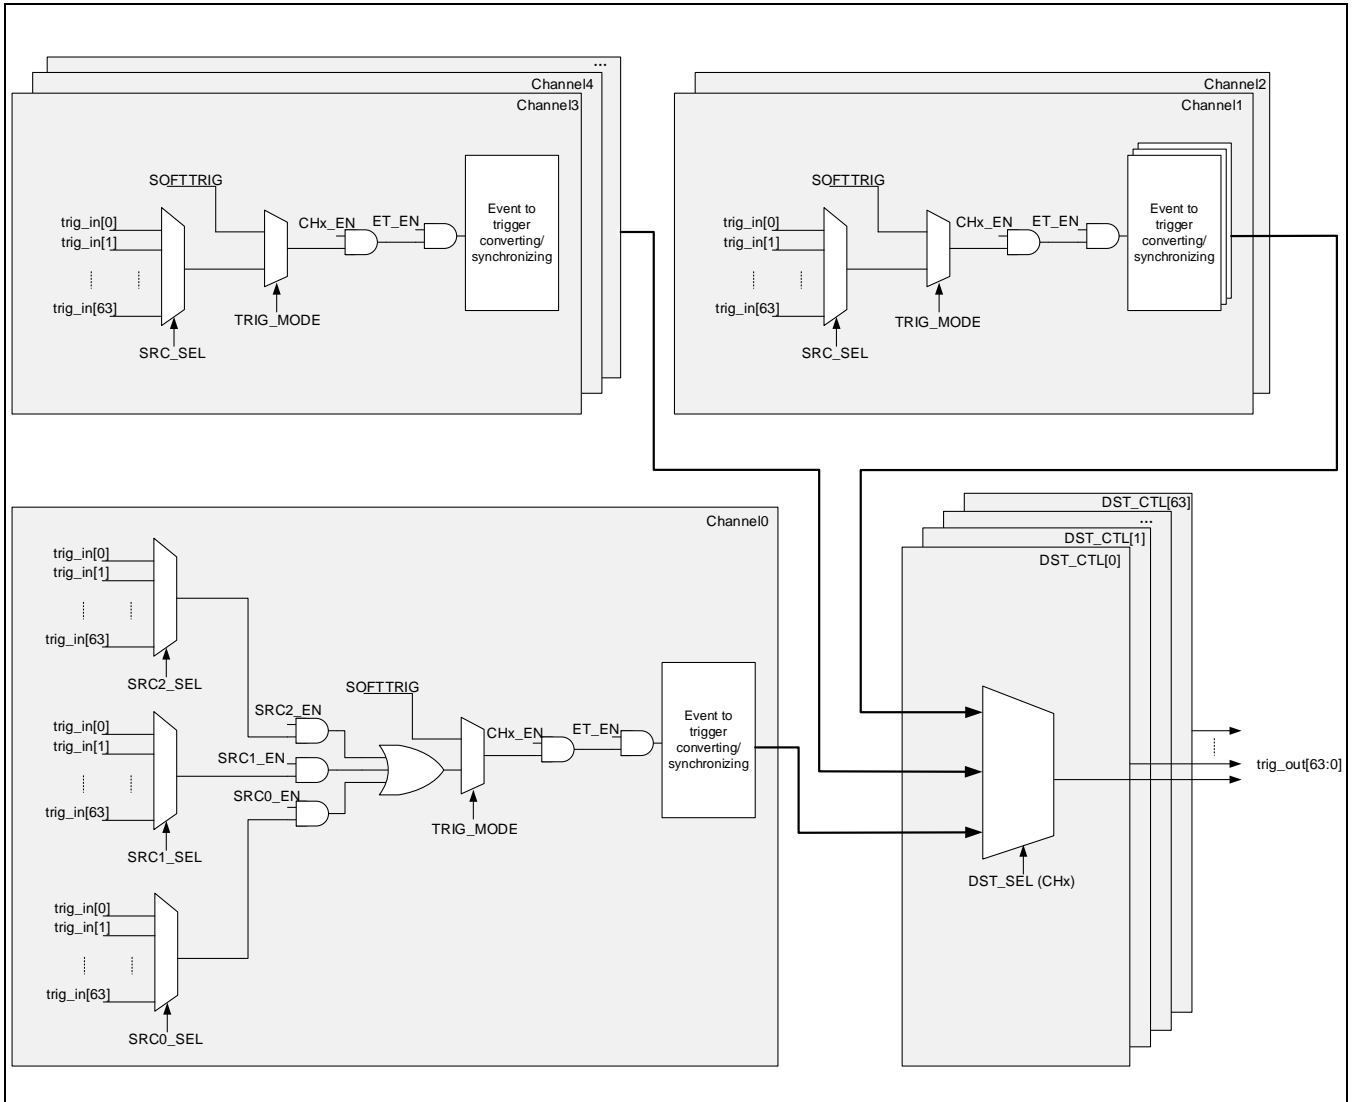 ...
Channel4
Channel3
SOFTTRIG
trig_in[0]
trig_in[1]
trig_in[63]
SRC_SEL
TRIG_MODE
CHx_EN
ET_EN
Event to
trigger
converting/
synchronizing
Channel2
Channel1
SOFTTRIG
trig_in[0]
trig_in[1]
trig_in[63]
SRC_SEL
TRIG_MODE
CHx_EN
ET_EN
Event to
trigger
converting/
synchronizing
Channel0
trig_in[0]
trig_in[1]
trig_in[63]
SRC2_SEL
trig_in[0]
trig_in[1]
trig_in[63]
SRC1_SEL
trig_in[0]
trig_in[1]
trig_in[63]
SRC0_SEL
SRC2_EN
SRC1_EN
SRC0_EN
SOFTTRIG
TRIG_MODE
CHx_EN
ET_EN
Event to
trigger
converting/
synchronizing
DST_CTL[63]
...
DST_CTL[1]
DST_CTL[0]
DST_SEL (CHx)
trig_out[63:0]